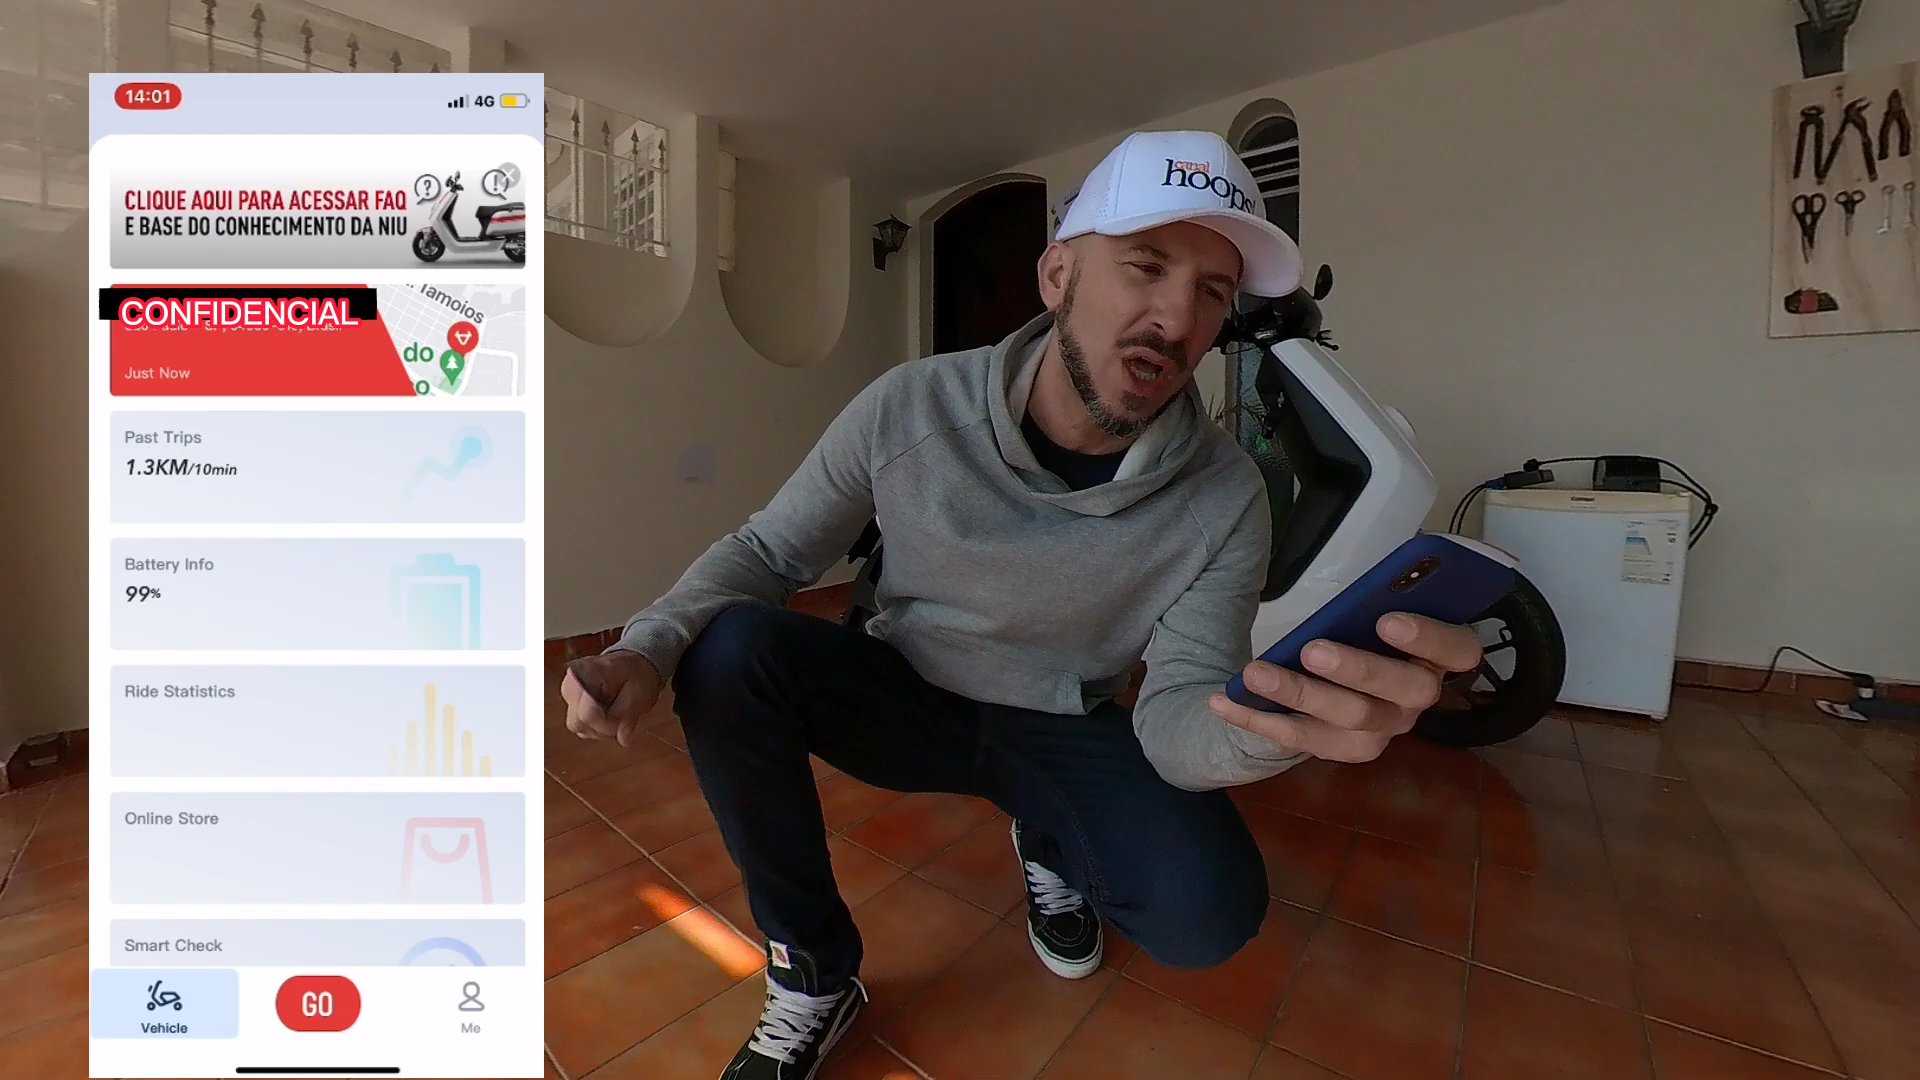 14:01
4G
CLIQUE AQUI PARA ACESSAR FAQ
E BASE DO CONHECIMENTO DA NIU
CONFIDENCIAL
Just Now
Tamoios
do
Past Trips
1.3KM/10min
Battery Info
99%
Ride Statistics
Online Store
Smart Check
Vehicle
GO
Me
canal
hoops